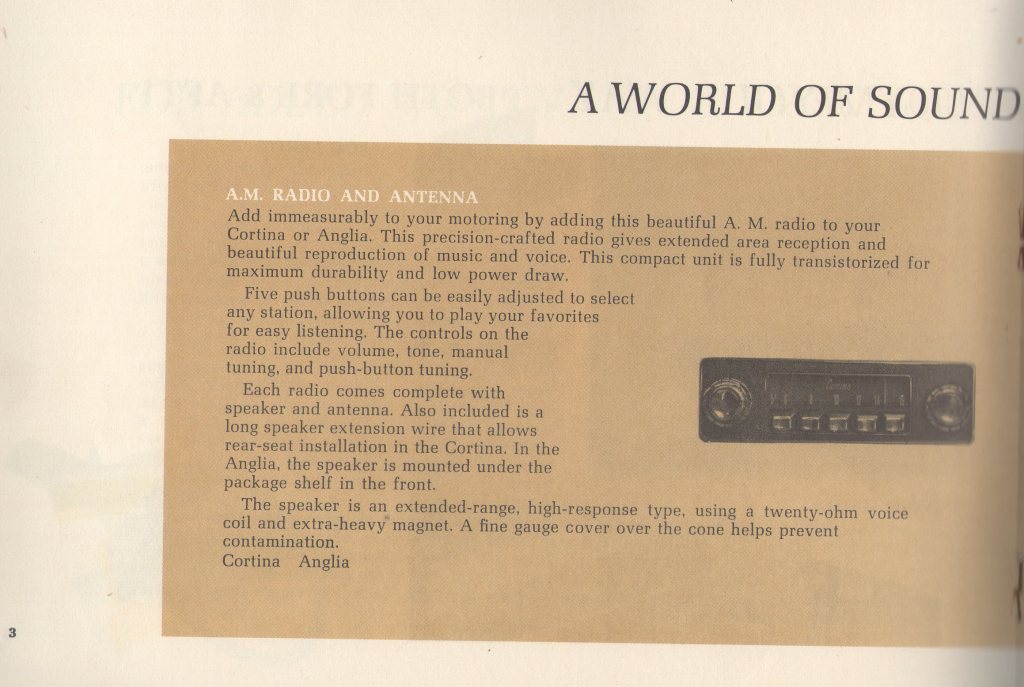 A WORLD OF SOUND
A.M. RADIO AND ANTENNA
Add immeasurably to your motoring by adding this beautiful A. M. radio to your
Cortina or Anglia. This precision-crafted radio gives extended area reception and
beautiful reproduction of music and voice. This compact unit is fully transistorized for
maximum durability and low power draw.
Five push buttons can be easily adjusted to select
any station, allowing you to play your favorites
for easy listening. The controls on the
radio include volume, tone, manual
tuning, and push-button tuning.
Each radio comes complete with
speaker and antenna. Also included is a
long speaker extension wire that allows
rear-seat installation in the Cortina. In the
Anglia, the speaker is mounted under the
package shelf in the front.
The speaker is an extended-range, high-response type, using a twenty-ohm voice
coil and extra-heavy magnet. A fine gauge cover over the cone helps prevent
contamination.
Cortina Anglia
3